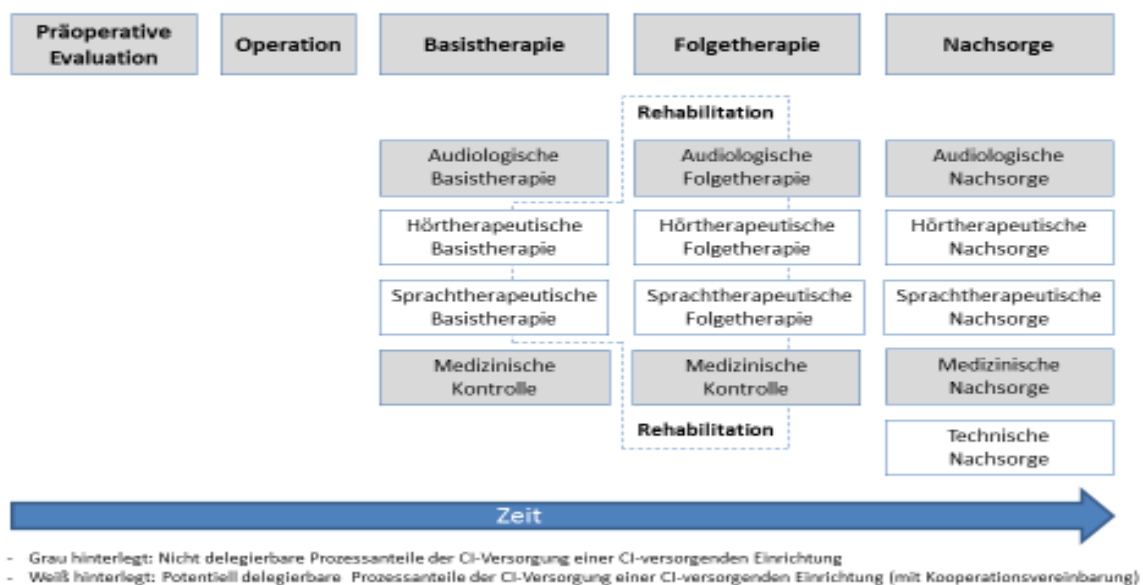 Präoperative
Evaluation
Operation
Basistherapie
Folgetherapie
Nachsorge
Rehabilitation
Audiologische
Basistherapie
Audiologische
Folgetherapie
Audiologische
Nachsorge
Hörtherapeutische
Basistherapie
Hörtherapeutische
Folgetherapie
Hörtherapeutische
Nachsorge
Sprachtherapeutische
Basistherapie
Sprachtherapeutische
Folgetherapie
Sprachtherapeutische
Nachsorge
Medizinische
Kontrolle
Medizinische
Kontrolle
Medizinische
Nachsorge
Rehabilitation
Technische
Nachsorge
Zeit
- Grau hinterlegt: Nicht delegierbare Prozessanteile der CI-Versorgung einer CI-versorgenden Einrichtung
- Weiß hinterlegt: Potentiell delegierbare Prozessanteile der CI-Versorgung einer CI-versorgenden Einrichtung (mit Kooperationsvereinbarung)